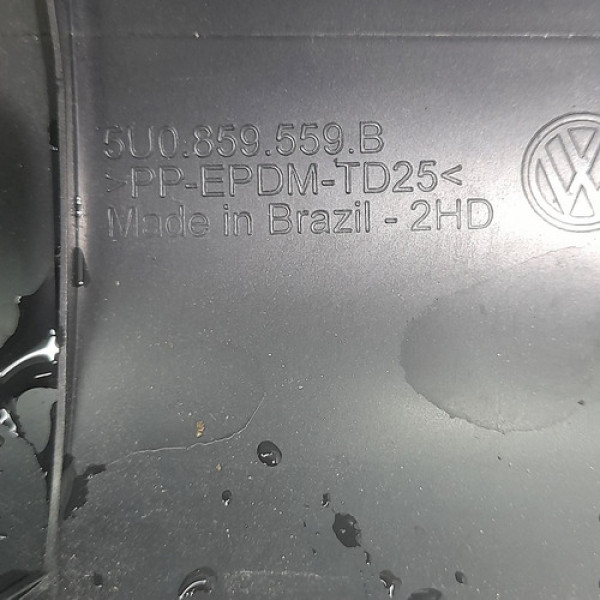 5U0.859.559.B
>PP-EPDM-TD25<
Made in Brazil - 2HD